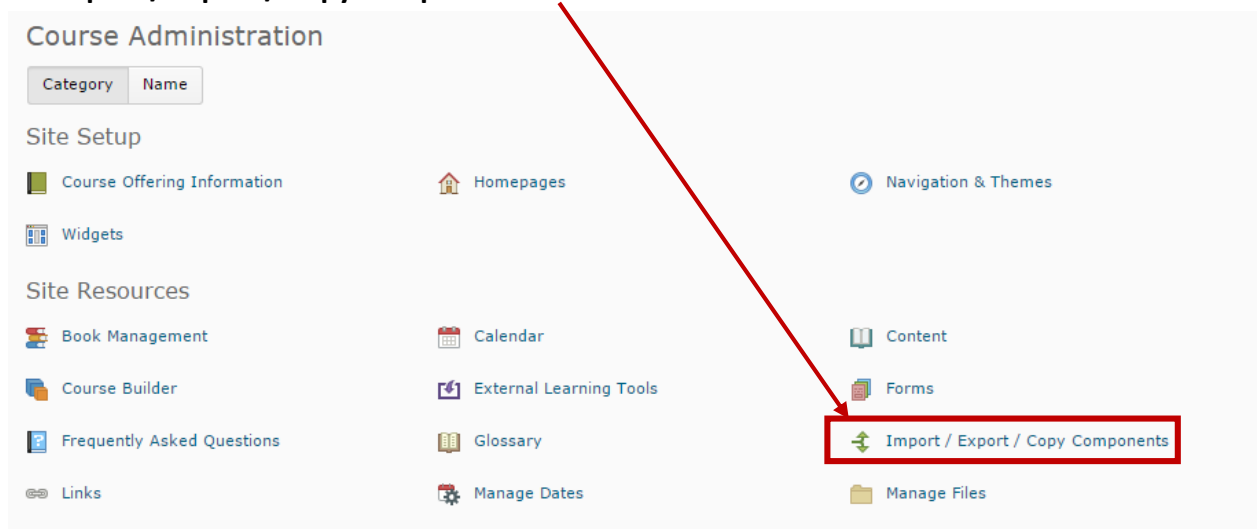 Course Administration
Category Name
Site Setup
Course Offering Information Homepages Navigation & Themes
Widgets
Site Resources
Book Management Calendar Content
Course Builder External Learning Tools Forms
Frequently Asked Questions Glossary Import / Export / Copy Components
Links Manage Dates Manage Files